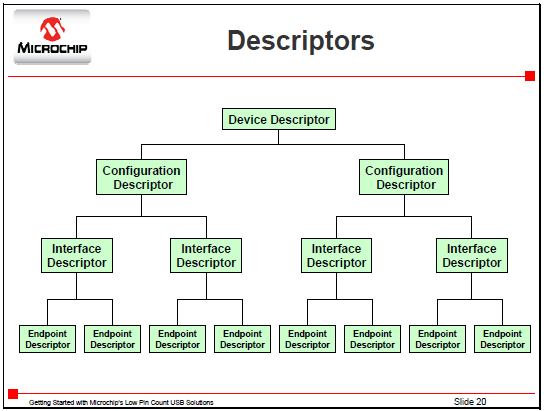 MICROCHIP
Descriptors
Device Descriptor
Configuration
Descriptor
Configuration
Descriptor
Interface
Descriptor
Interface
Descriptor
Interface
Descriptor
Interface
Descriptor
Endpoint
Descriptor
Endpoint
Descriptor
Endpoint
Descriptor
Endpoint
Descriptor
Endpoint
Descriptor
Endpoint
Descriptor
Endpoint
Descriptor
Endpoint
Descriptor
Getting Started with Microchip's Low Pin Count USB Solutions
Slide 20